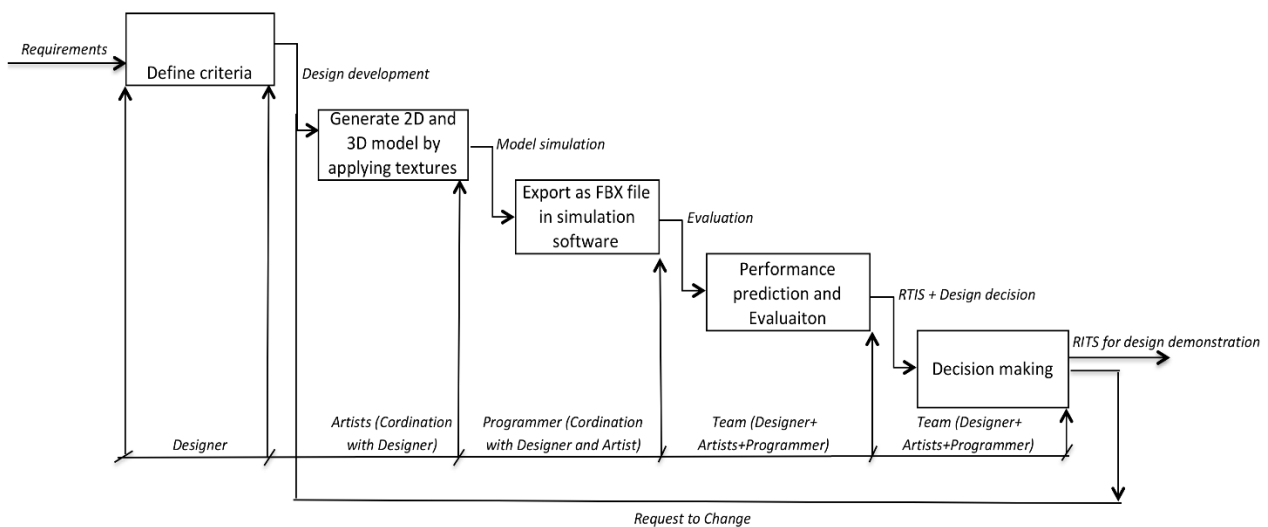 Requirements
Define criteria
Design development
Generate 2D and
3D model by
applying textures
Model simulation
Export as FBX file
in simulation
software
Evaluation
Performance
prediction and
Evaluaiton
RTIS + Design decision
Decision making
RITS for design demonstration
Designer
Artists (Cordination
with Designer)
Programmer (Cordination
with Designer and Artist)
Team (Designer+
Artists+Programmer)
Team (Designer+
Artists+Programmer)
Request to Change